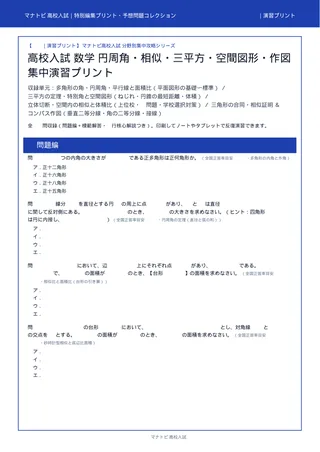 マナトビ 高校入試 | 特別編集プリント・予想問題コレクション | 演習プリント
【 | 演習プリント】マナトビ高校入試 分野別集中攻略シリーズ
高校入試 数学 円周角・相似・三平方・空間図形・作図
集中演習プリント
収録単元：多角形の角・円周角・平行線と面積比（平面図形の基礎一標準） /
三平方の定理・特別角と空間図形（ねじれ・円錐の最短距離・体積） /
立体切断・空間内の相似と体積比（上位校・ 問題・学校選択対策） / 三角形の合同・相似証明 &
コンパス作図（垂直二等分線・角の二等分線・接線）
全 問収録（問題編・模範解答・ 行核心解説つき）。印刷してノートやタブレットで反復演習できます。
問題編
問 つの内角の大きさが である正多角形は正何角形か。
ア．正十二角形
イ．正十六角形
ウ．正十八角形
エ．正十五角形
問 線分 を直径とする円 の周上に 点 があり、 と は直径
に関して反対側にある。 のとき、 の大きさを求めなさい。（ ヒント：四角形
は円に内接し、 ）
ア．
イ．
ウ．
エ．
問 において、辺 上にそれぞれ点 があり、 である。
で、 の面積が のとき、【台形 】の面積を求めなさい。
ア．
イ．
ウ．
エ．
問 の台形 において、 とし、対角線 と
の交点を とする。 の面積が のとき、 の面積を求めなさい。
ア．
イ．
ウ．
エ．
マナトビ 高校入試